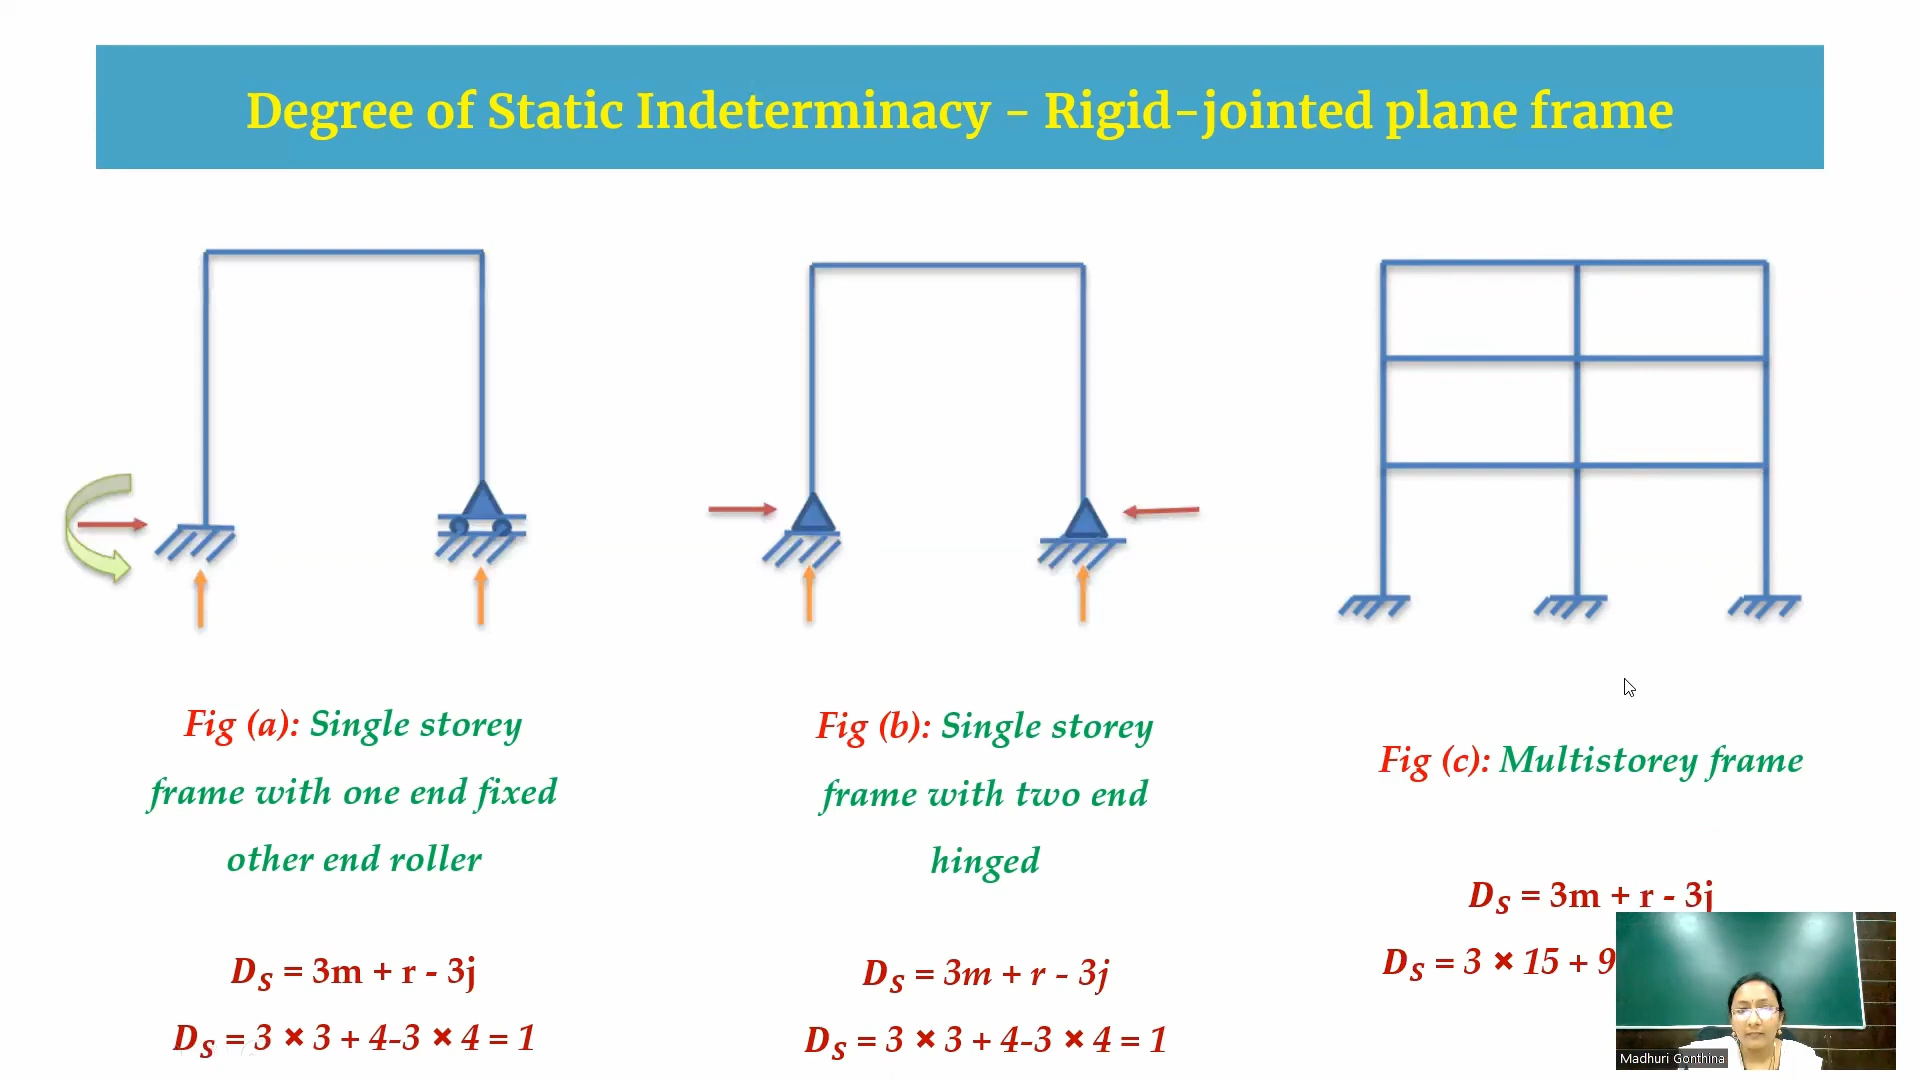 Degree of Static Indeterminacy - Rigid-jointed plane frame
Fig (a): Single storey
frame with one end fixed
other end roller
D_S = 3m + r - 3j
D_S = 3 × 3 + 4-3 × 4 = 1
Fig (b): Single storey
frame with two end
hinged
D_S = 3m + r - 3j
D_S = 3 × 3 + 4-3 × 4 = 1
Fig (c): Multistorey frame
D_S = 3m + r - 3j
D_S = 3 × 15 + 9
Madhuri Gonthina